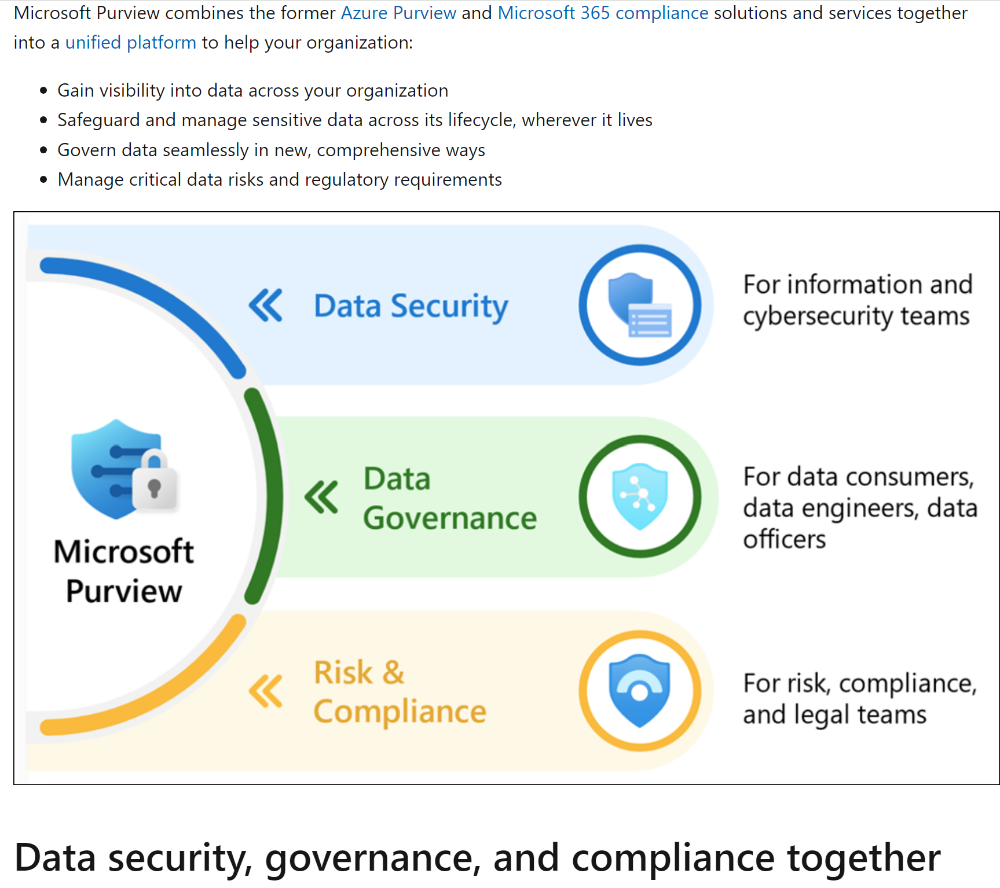 Microsoft Purview combines the former Azure Purview and Microsoft 365 compliance solutions and services together
into a unified platform to help your organization:
Gain visibility into data across your organization
Safeguard and manage sensitive data across its lifecycle, wherever it lives
Govern data seamlessly in new, comprehensive ways
Manage critical data risks and regulatory requirements
Microsoft
Purview
Data Security
For information and
cybersecurity teams
Data
Governance
For data consumers,
data engineers, data
officers
Risk &
Compliance
For risk, compliance,
and legal teams
Data security, governance, and compliance together